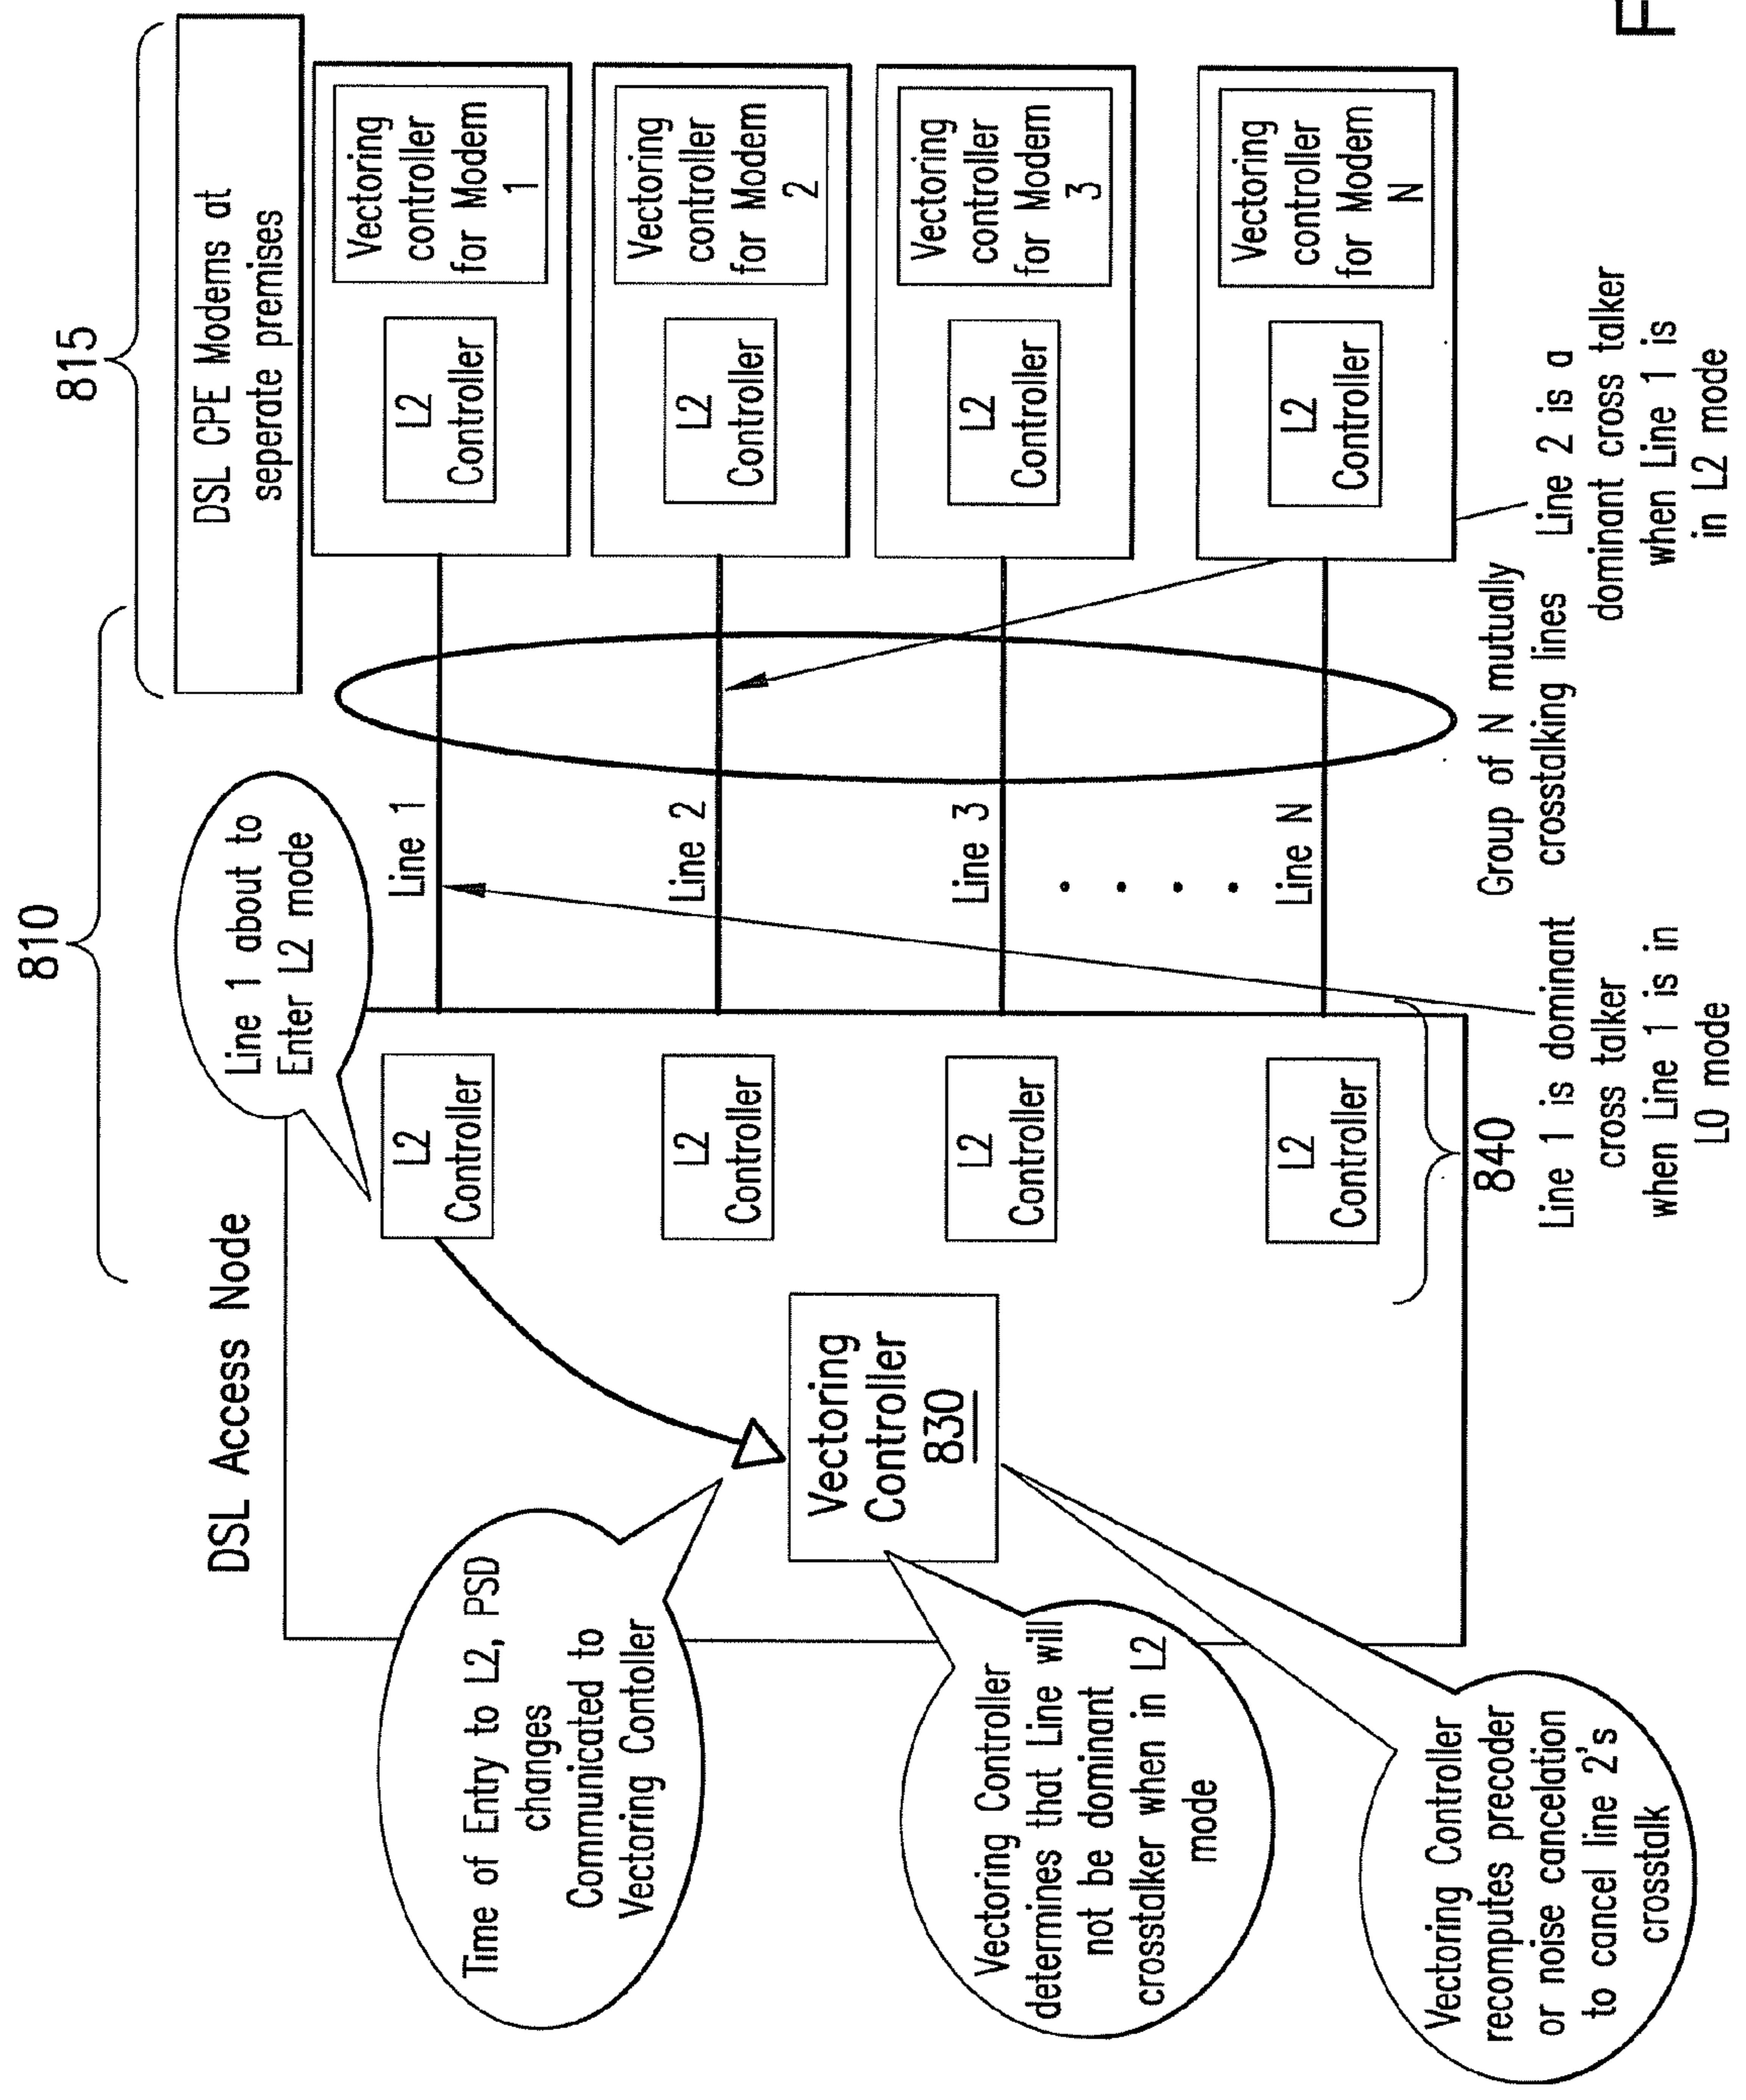 810
815
DSL Access Node
Line 1 about to
Enter L2 mode
DSL CPE Modems at
seperate premises
Time of Entry to L2, PSD
changes
Communicated to
Vectoring Contoller
L2
Controller
Line 1
L2
Controller
Vectoring
controller
for Modem
1
L2
Controller
Line 2
L2
Controller
Vectoring
controller
for Modem
2
Vectoring
Controller
830
L2
Controller
Line 3
L2
Controller
Vectoring
controller
for Modem
3
Vectoring Controller
determines that Line will
not be dominant
crosstalker when in L2
mode
L2
Controller
Line N
L2
Controller
Vectoring
controller
for Modem
N
Vectoring Controller
recomputes precoder
or noise cancelation
to cancel line 2's
crosstalk
840
Line 1 is dominant
cross talker
when Line 1 is in
L0 mode
Group of N mutually
crosstalking lines
Line 2 is a
dominant cross talker
when Line 1 is
in L2 mode
F